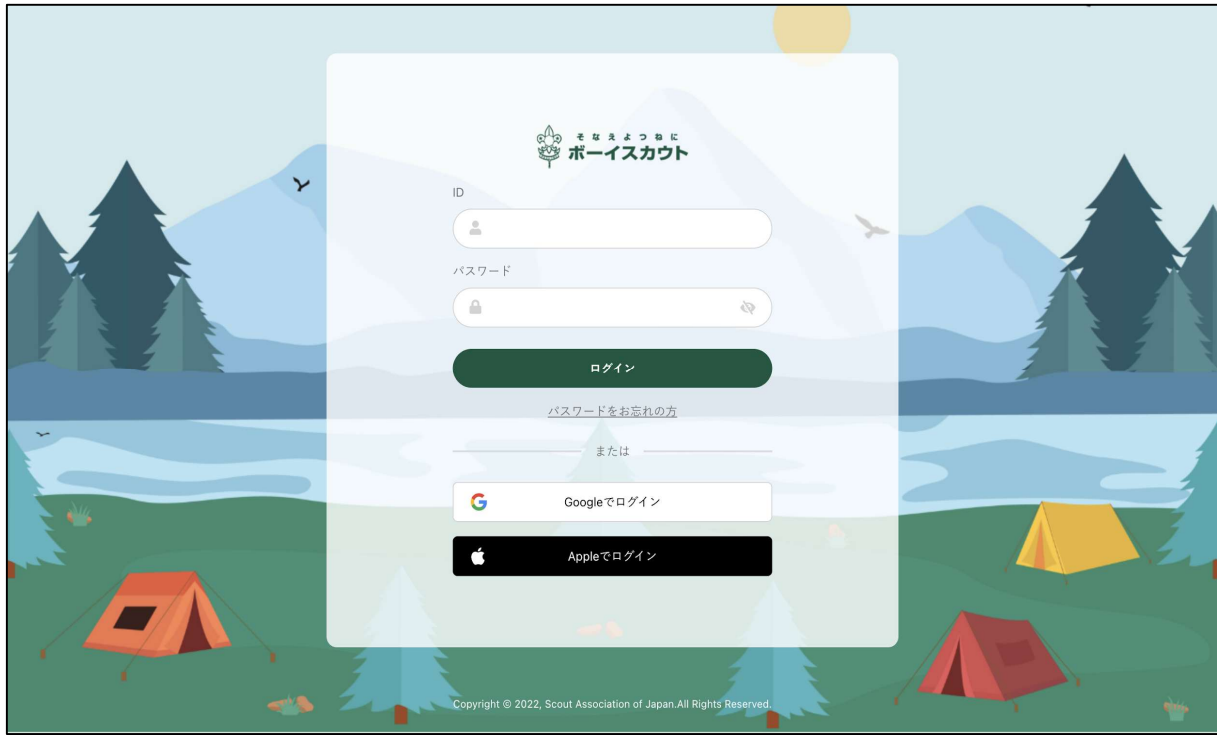 そなえよつねに
ボーイスカウト
ID
パスワード
ログイン
パスワードをお忘れの方
または
Googleでログイン
Appleでログイン
Copyright © 2022, Scout Association of Japan.All Rights Reserved.